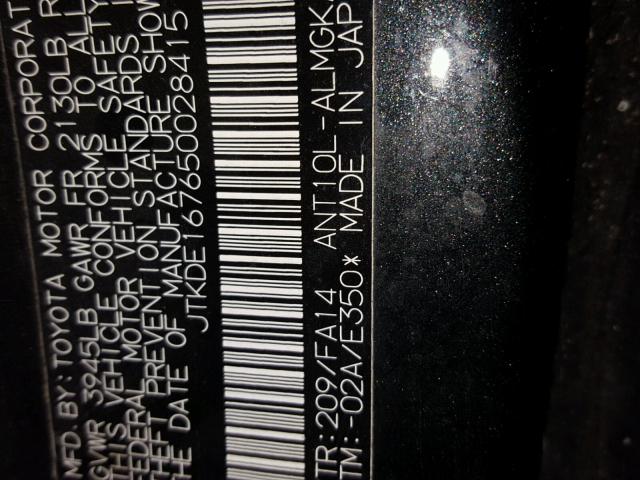 MFD. BY: TOYOTA MOTOR CORPORAT
GVWR 3945LB GAWR FR 2130LB R
THIS VEHICLE CONFORMS TO ALL
FEDERAL MOTOR VEHICLE SAFETY
THEFT PREVENTION STANDARDS I
THE DATE OF MANUFACTURE SHOW
JTKDE167650028415
TR:209/FA14 ANT10L-ALMGK
TM:-02A/E350* MADE IN JAP